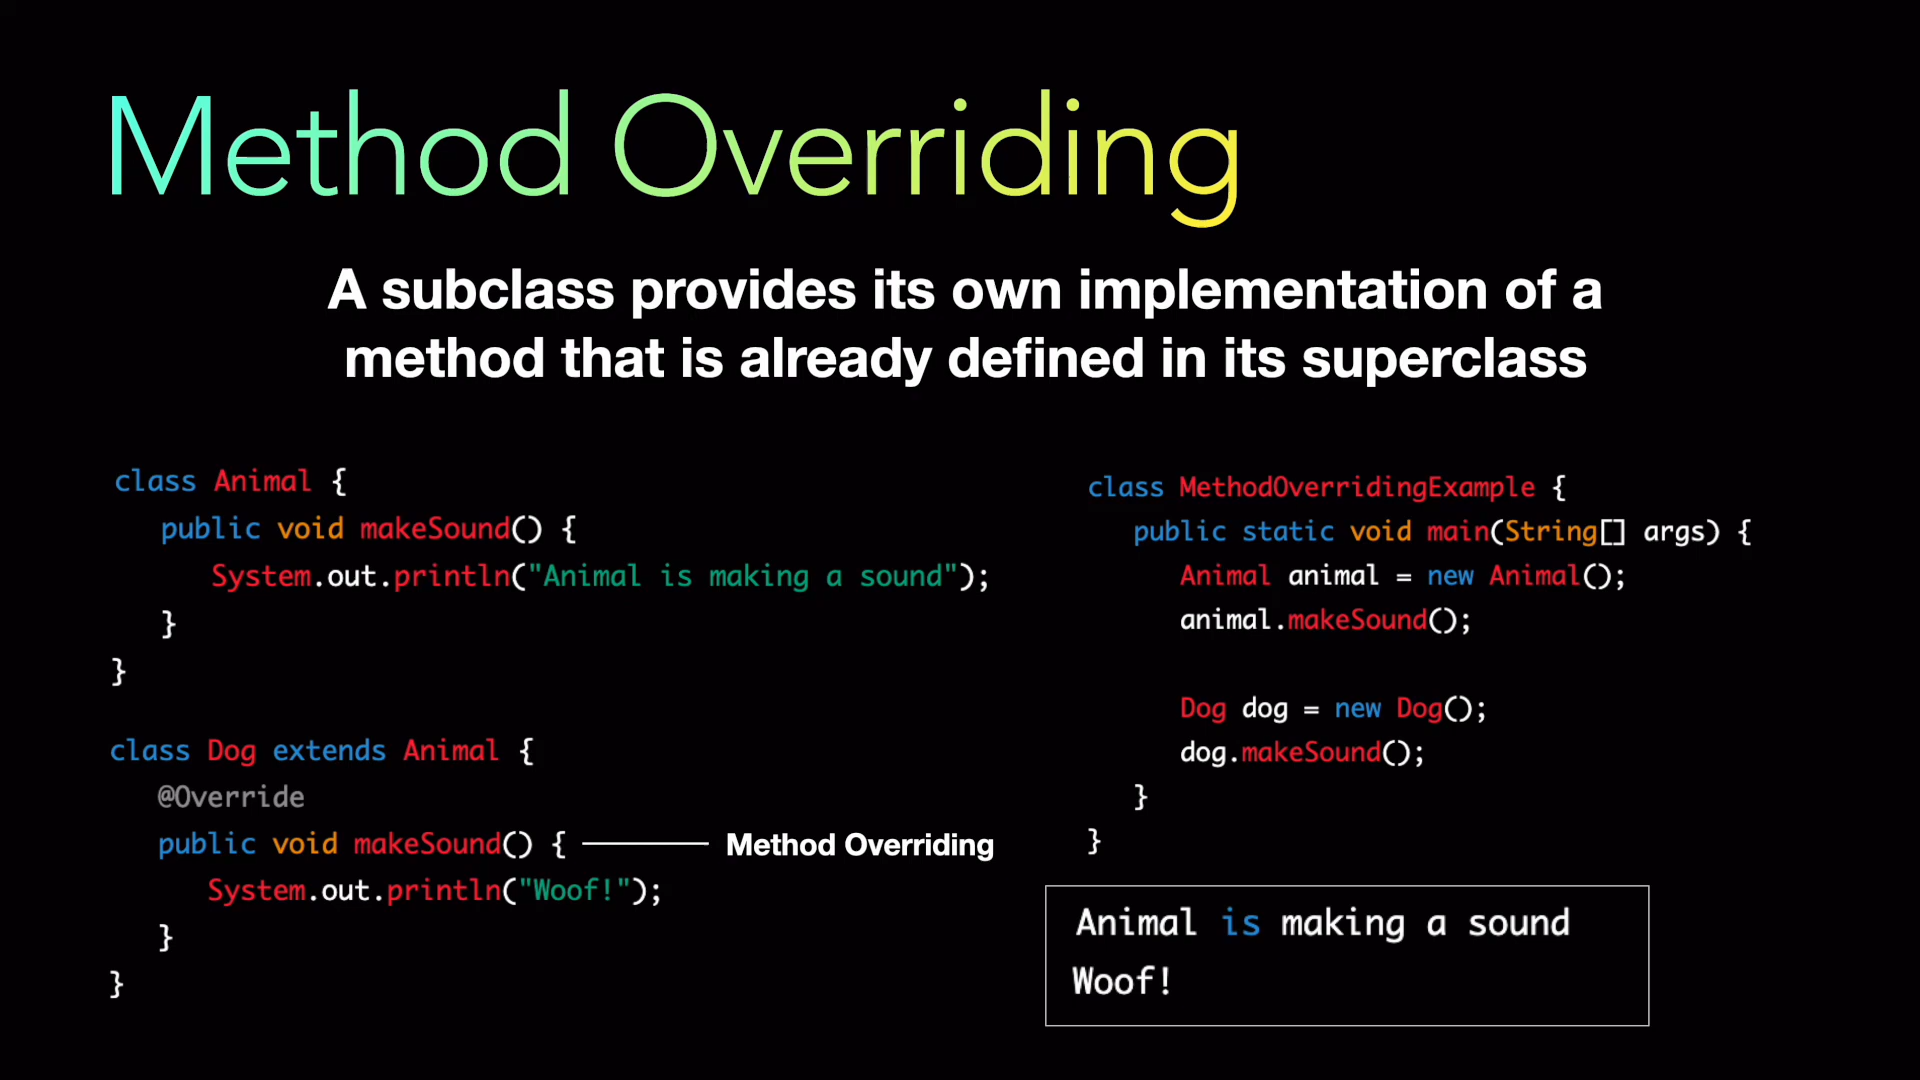 Method Overriding
A subclass provides its own implementation of a
method that is already defined in its superclass
class Animal {
public void makeSound() {
System.out.println("Animal is making a sound");
}
}
class Dog extends Animal {
@Override
public void makeSound() {
Method Overriding
System.out.println("Woof!");
}
}
class MethodOverridingExample {
public static void main(String[] args) {
Animal animal = new Animal();
animal.makeSound();
Dog dog = new Dog();
dog.makeSound();
}
}
Animal is making a sound
Woof!